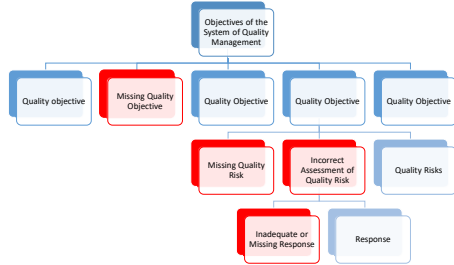 Objectives of the
System of Quality
Management
Quality objective
Missing Quality
Objective
Quality Objective
Quality Objective
Quality Objective
Missing Quality
Risk
Incorrect
Assessment of
Quality Risk
Quality Risks
Inadequate or
Missing Response
Response